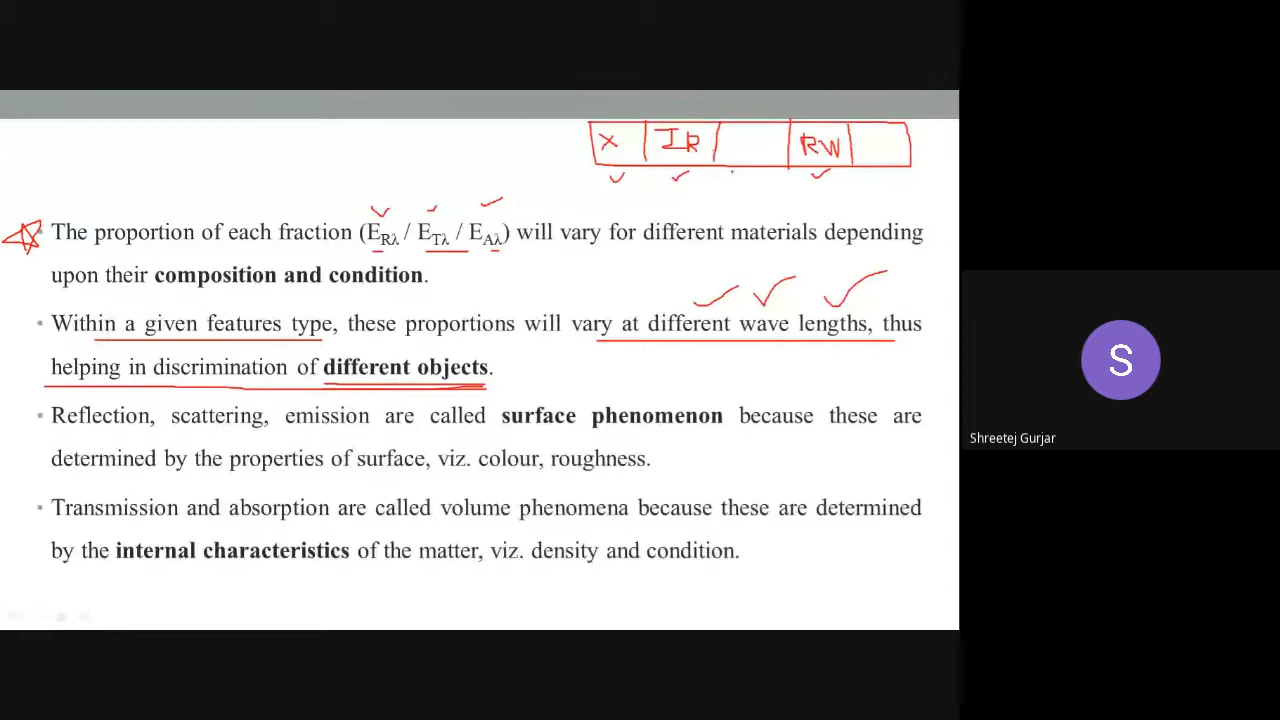 X IR RW
The proportion of each fraction (ERλ / ETλ / EAλ) will vary for different materials depending
upon their composition and condition.
Within a given features type, these proportions will vary at different wave lengths, thus
helping in discrimination of different objects.
Reflection, scattering, emission are called surface phenomenon because these are
determined by the properties of surface, viz. colour, roughness.
Transmission and absorption are called volume phenomena because these are determined
by the internal characteristics of the matter, viz. density and condition.
S
Shreetej Gurjar